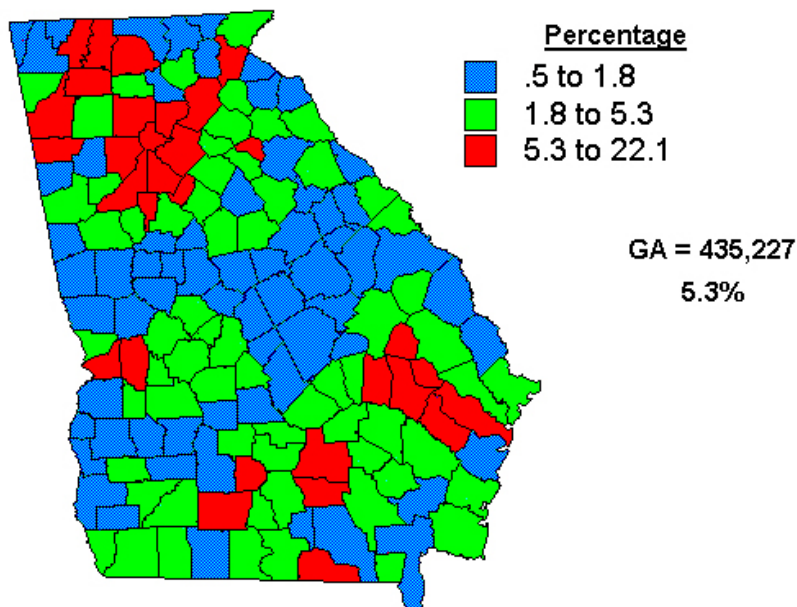 Percentage
.5 to 1.8
1.8 to 5.3
5.3 to 22.1
GA = 435,227
5.3%